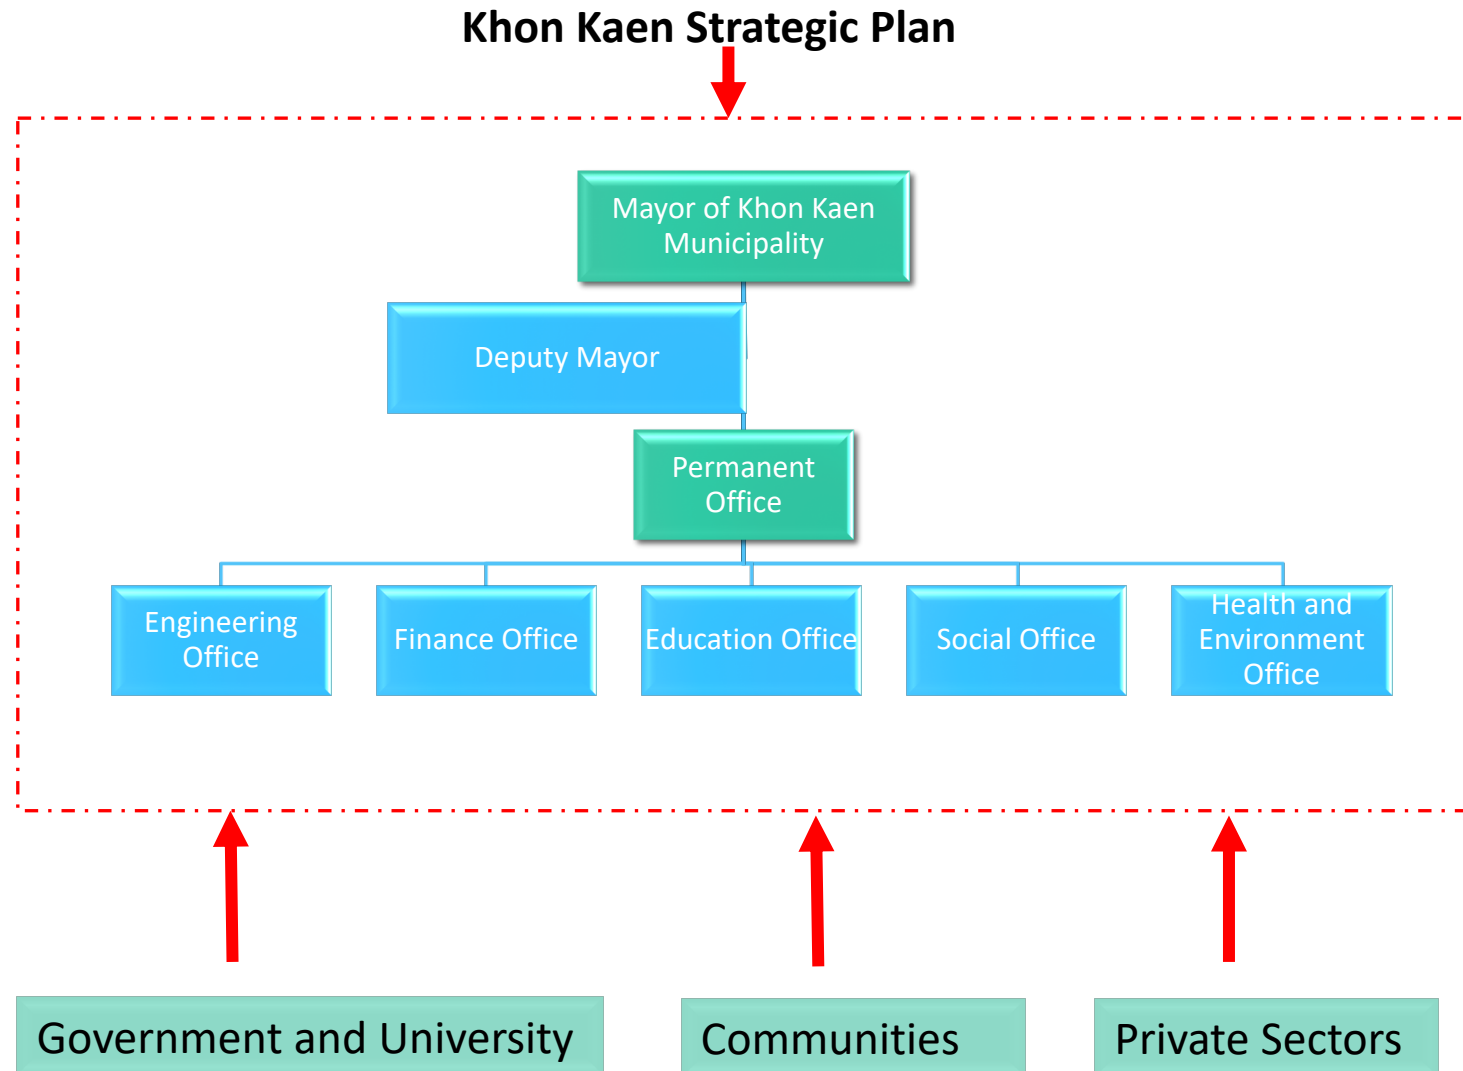 Khon Kaen Strategic Plan
Mayor of Khon Kaen
Municipality
Deputy Mayor
Permanent
Office
Engineering
Office
Finance Office
Education Office
Social Office
Health and
Environment
Office
Government and University
Communities
Private Sectors